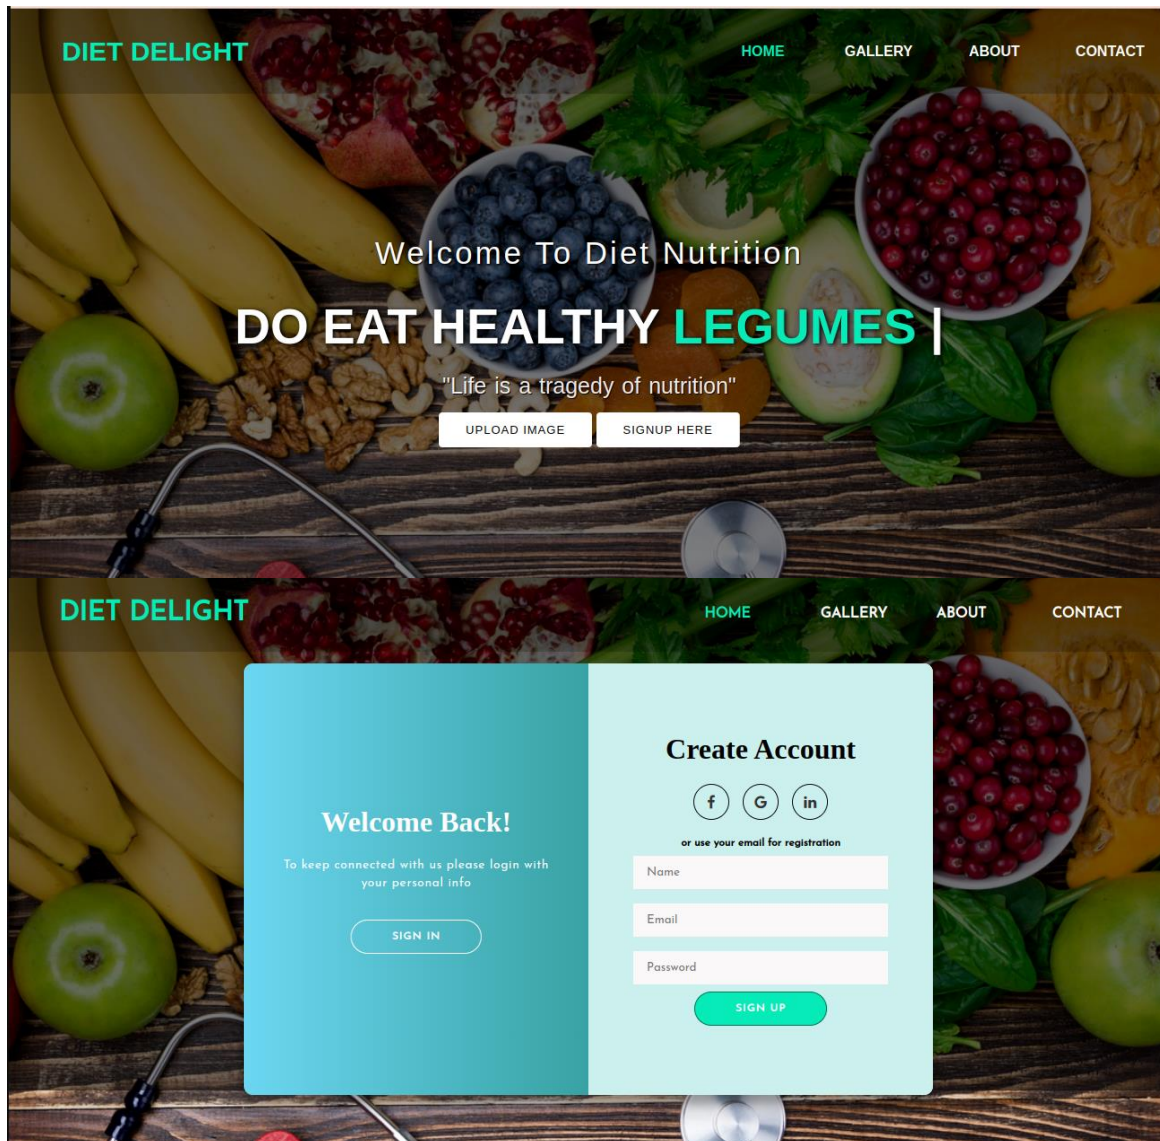 DIET DELIGHT
HOME GALLERY ABOUT CONTACT
Welcome To Diet Nutrition
DO EAT HEALTHY LEGUMES |
"Life is a tragedy of nutrition"
UPLOAD IMAGE SIGNUP HERE
DIET DELIGHT
HOME GALLERY ABOUT CONTACT
Welcome Back!
To keep connected with us please login with
your personal info
SIGN IN
Create Account
f G in
or use your email for registration
Name
Email
Password
SIGN UP